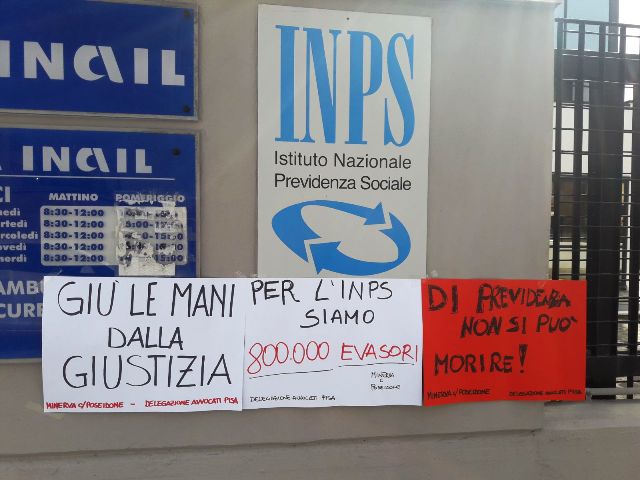 INAIL
INAIL
MATTINO POMERIGGIO
8:30-12:00
8:30-12:00
8:30-12:00
8:30-12:00
8:30-12:00
INPS
Istituto Nazionale
Previdenza Sociale
GIÙ LE MANI
DALLA
GIUSTIZIA
MINERVA c/POSEIDONE - DELEGAZIONE AVVOCATI PISA
PER L'INPS
SIAMO
800.000 EVASORI
MINERVA
c
POSEIDONE
DELEGAZIONE AVVOCATI PISA
DI PREVIDENZA
NON SI PUO'
MORIRE!
MINERVA c/POSEIDONE - DELEGAZIONE AVVOCATI PISA